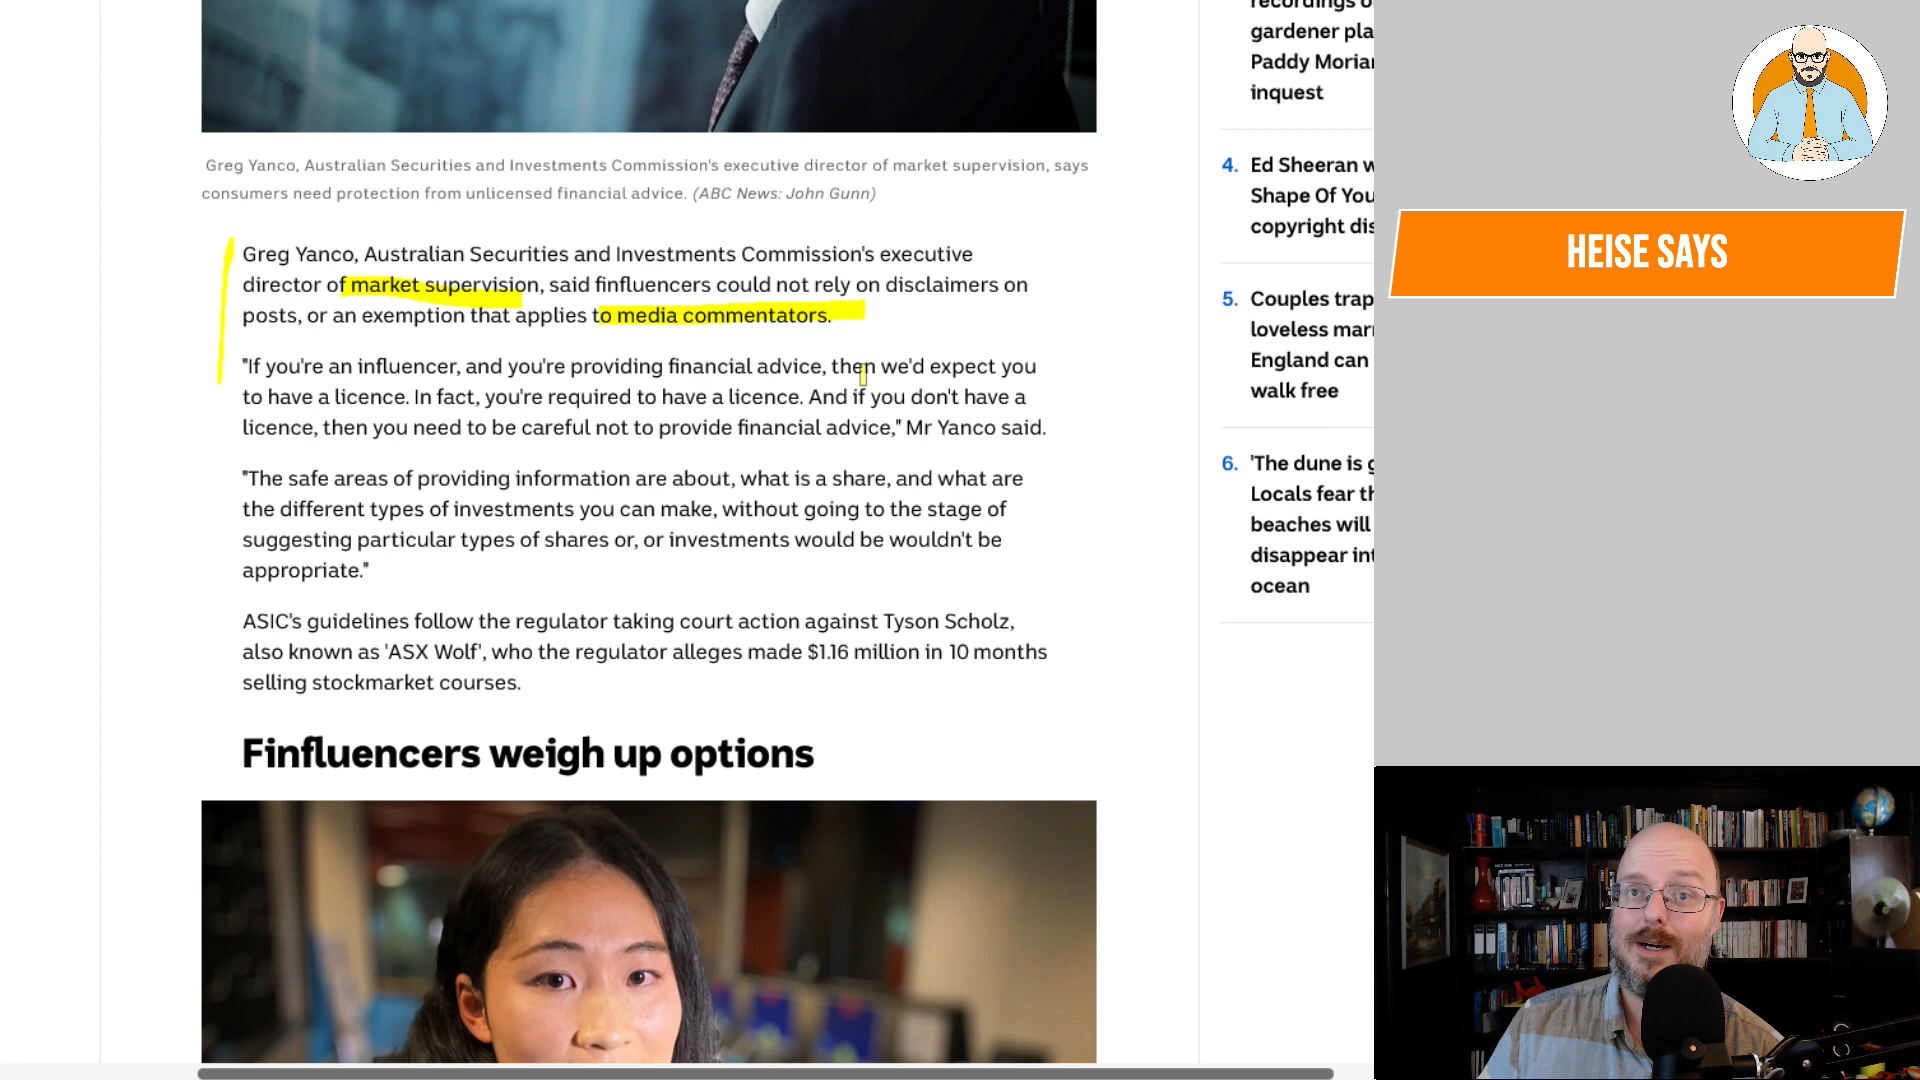 Greg Yanco, Australian Securities and Investments Commission's executive director of market supervision, says
consumers need protection from unlicensed financial advice. (ABC News: John Gunn)
Greg Yanco, Australian Securities and Investments Commission's executive
director of market supervision, said finfluencers could not rely on disclaimers on
posts, or an exemption that applies to media commentators.
"If you're an influencer, and you're providing financial advice, then we'd expect you
to have a licence. In fact, you're required to have a licence. And if you don't have a
licence, then you need to be careful not to provide financial advice," Mr Yanco said.
"The safe areas of providing information are about, what is a share, and what are
the different types of investments you can make, without going to the stage of
suggesting particular types of shares or, or investments would be wouldn't be
appropriate."
ASIC's guidelines follow the regulator taking court action against Tyson Scholz,
also known as 'ASX Wolf', who the regulator alleges made $1.16 million in 10 months
selling stockmarket courses.
Finfluencers weigh up options
recordings o
gardener pla
Paddy Moria
inquest
4. Ed Sheeran w
Shape Of You
copyright dis
5. Couples trap
loveless mar
England can
walk free
6. 'The dune is g
Locals fear th
beaches will
disappear int
ocean
HEISE SAYS